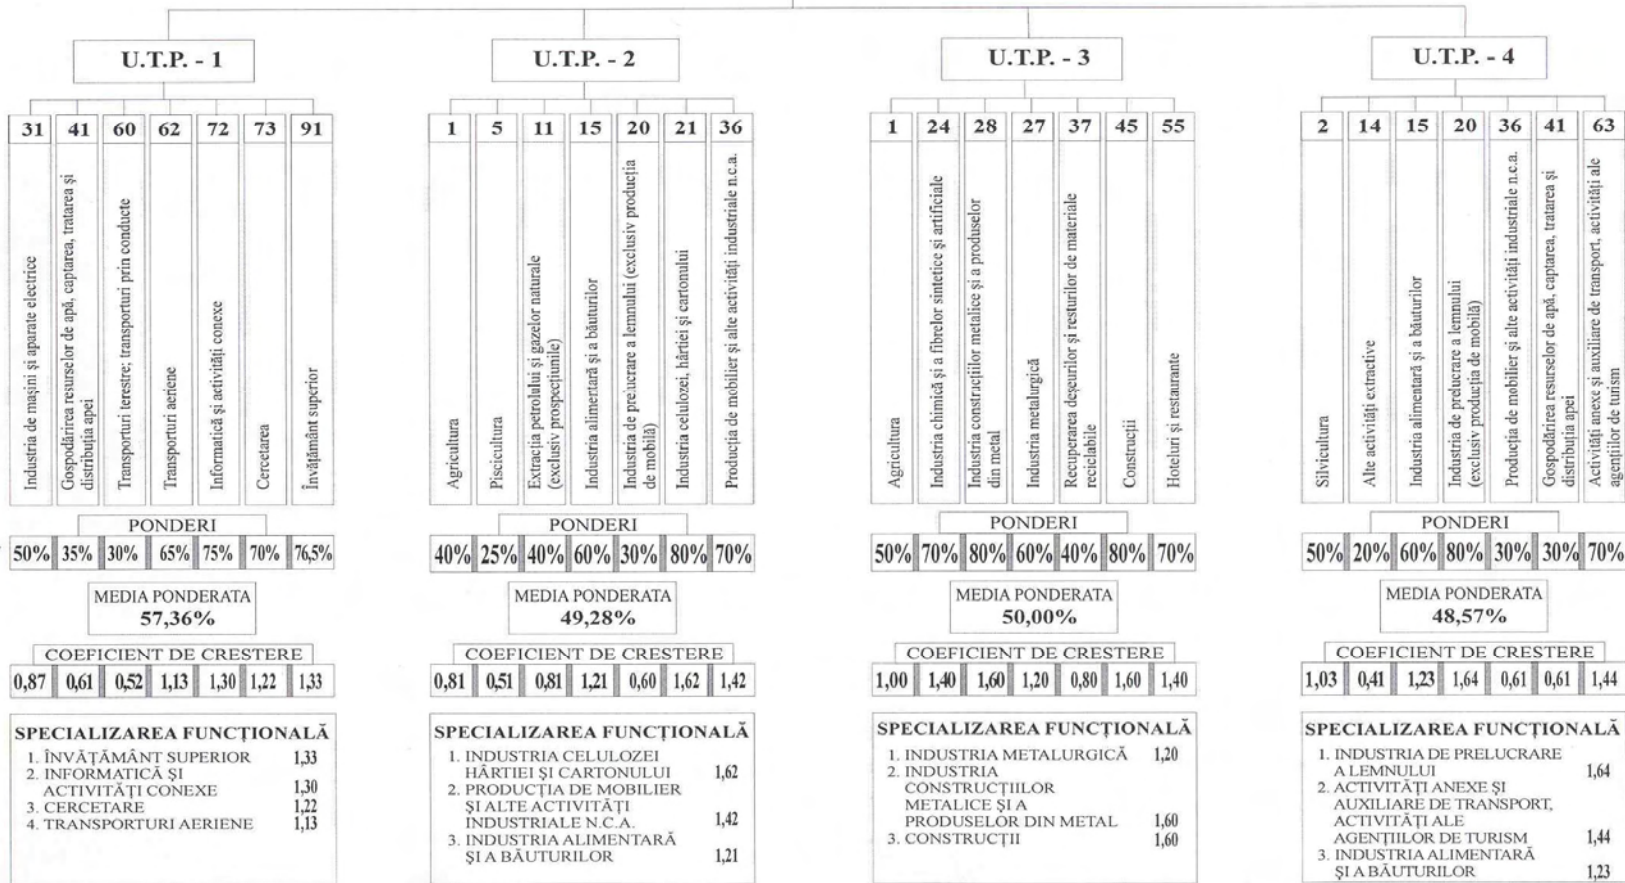 U.T.P. - 1
31 41 60 62 72 73 91
Industria de mașini și aparate electrice
Gospodărirea resurselor de apă, captarea, tratarea și
distribuția apei
Transporturi terestre; transporturi prin conducte
Transporturi aeriene
Informatică și activități conexe
Cercetarea
Învățământ superior
PONDERI
50% 35% 30% 65% 75% 70% 76,5%
MEDIA PONDERATA
57,36%
COEFICIENT DE CRESTERE
0,87 0,61 0,52 1,13 1,30 1,22 1,33
SPECIALIZAREA FUNCȚIONALĂ
1. ÎNVĂȚĂMÂNT SUPERIOR 1,33
2. INFORMATICĂ ȘI
ACTIVITĂȚI CONEXE 1,30
3. CERCETARE 1,22
4. TRANSPORTURI AERIENE 1,13
U.T.P. - 2
1 5 11 15 20 21 36
Agricultura
Piscicultura
Extracția petrolului și gazelor naturale
(exclusiv prospecțiunile)
Industria alimentară și a băuturilor
Industria de prelucrare a lemnului (exclusiv producția
de mobilă)
Industria celulozei, hârtiei și cartonului
Producția de mobilier și alte activități industriale n.c.a.
PONDERI
40% 25% 40% 60% 30% 80% 70%
MEDIA PONDERATA
49,28%
COEFICIENT DE CRESTERE
0,81 0,51 0,81 1,21 0,60 1,62 1,42
SPECIALIZAREA FUNCȚIONALĂ
1. INDUSTRIA CELULOZEI
HÂRTIEI ȘI CARTONULUI 1,62
2. PRODUCȚIA DE MOBILIER
ȘI ALTE ACTIVITĂȚI
INDUSTRIALE N.C.A. 1,42
3. INDUSTRIA ALIMENTARĂ
ȘI A BĂUTURILOR 1,21
U.T.P. - 3
1 24 28 27 37 45 55
Agricultura
Industria chimică și a fibrelor sintetice și artificiale
Industria construcțiilor metalice și a produselor
din metal
Industria metalurgică
Recuperarea deșeurilor și resturilor de materiale
reciclabile
Construcții
Hoteluri și restaurante
PONDERI
50% 70% 80% 60% 40% 80% 70%
MEDIA PONDERATA
50,00%
COEFICIENT DE CRESTERE
1,00 1,40 1,60 1,20 0,80 1,60 1,40
SPECIALIZAREA FUNCȚIONALĂ
1. INDUSTRIA METALURGICĂ 1,20
2. INDUSTRIA
CONSTRUCȚIILOR
METALICE ȘI A
PRODUSELOR DIN METAL 1,60
3. CONSTRUCȚII 1,60
U.T.P. - 4
2 14 15 20 36 41 63
Silvicultura
Alte activități extractive
Industria alimentară și a băuturilor
Industria de prelucrare a lemnului
(exclusiv producția de mobilă)
Producția de mobilier și alte activități industriale n.c.a.
Gospodărirea resurselor de apă, captarea, tratarea și
distribuția apei
Activități anexe și auxiliare de transport, activități ale
agențiilor de turism
PONDERI
50% 20% 60% 80% 30% 30% 70%
MEDIA PONDERATA
48,57%
COEFICIENT DE CRESTERE
1,03 0,41 1,23 1,64 0,61 0,61 1,44
SPECIALIZAREA FUNCȚIONALĂ
1. INDUSTRIA DE PRELUCRARE
A LEMNULUI 1,64
2. ACTIVITĂȚI ANEXE ȘI
AUXILIARE DE TRANSPORT,
ACTIVITĂȚI ALE
AGENȚIILOR DE TURISM 1,44
3. INDUSTRIA ALIMENTARĂ
ȘI A BĂUTURILOR 1,23